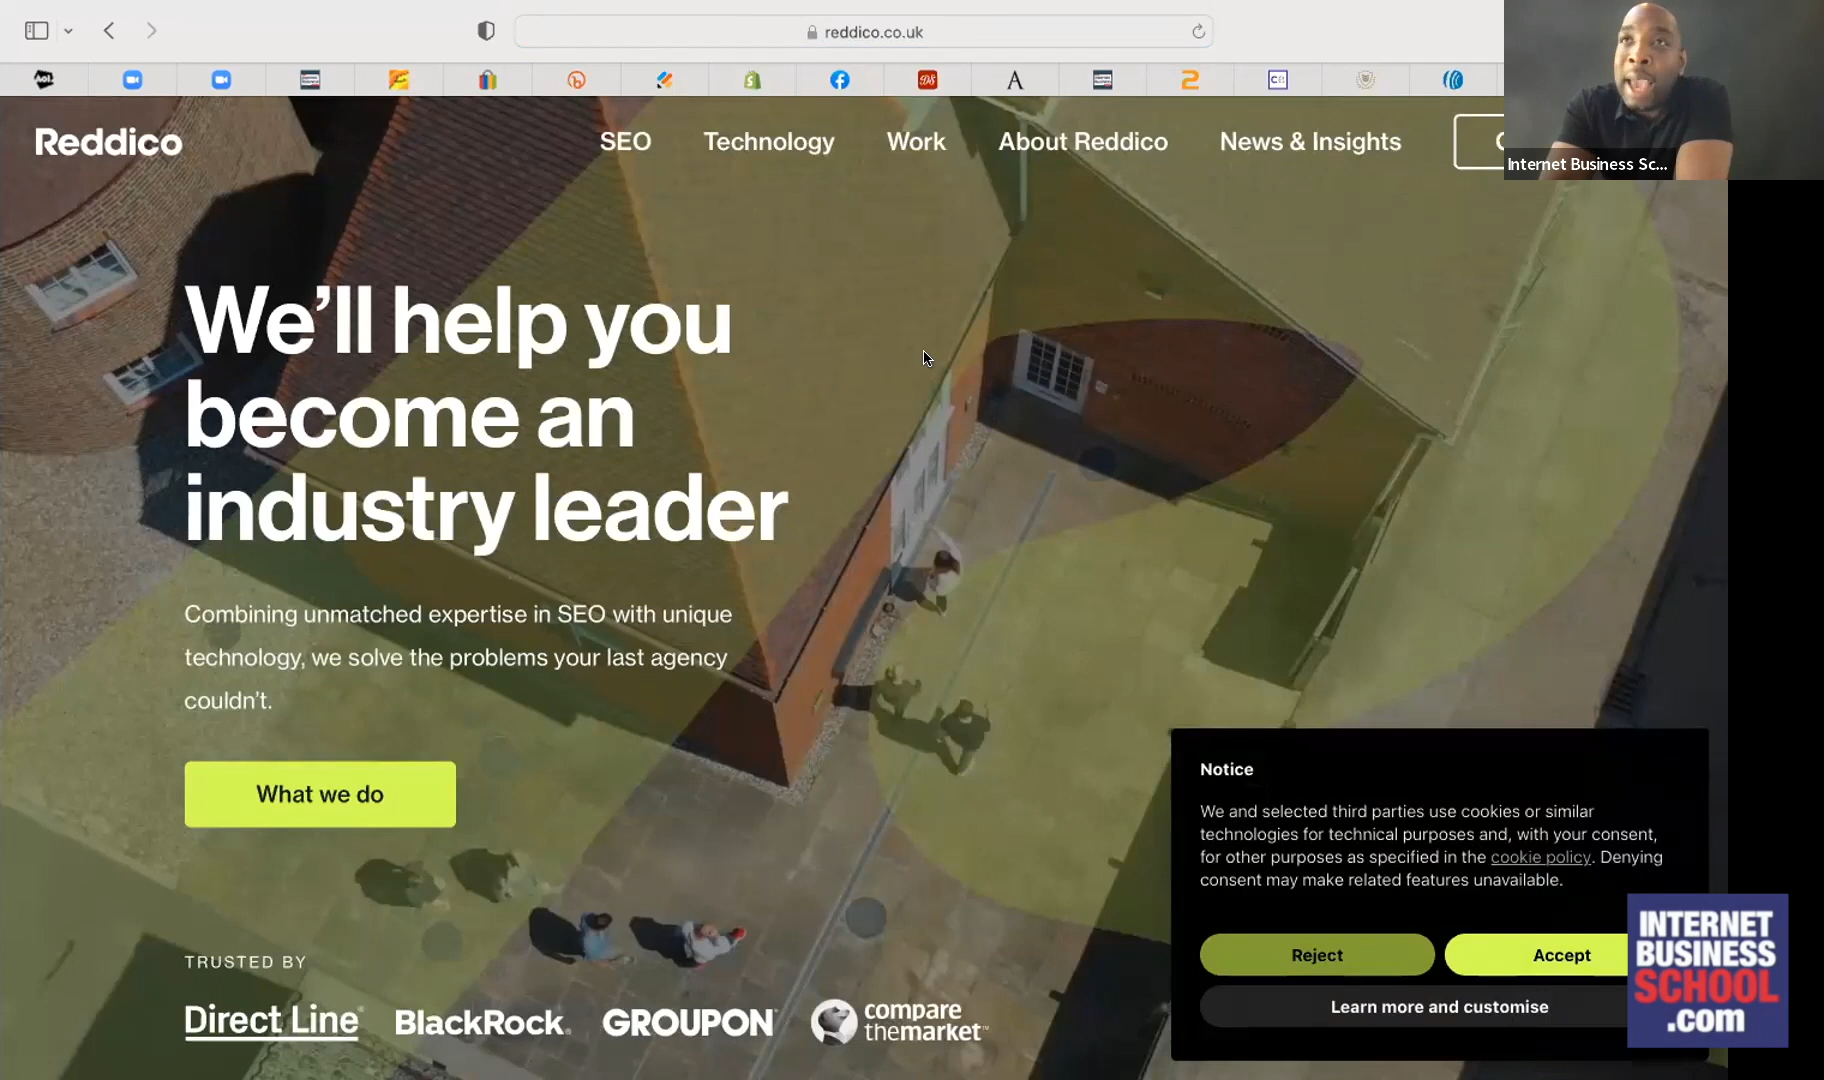 reddico.co.uk
Aol.
Reddico
SEO
Technology
Work
About Reddico
News & Insights
Internet Business Sc...
We'll help you
become an
industry leader
Combining unmatched expertise in SEO with unique
technology, we solve the problems your last agency
couldn't.
What we do
TRUSTED BY
Direct Line
BlackRock
GROUPON
compare
themarket
Notice
We and selected third parties use cookies or similar
technologies for technical purposes and, with your consent,
for other purposes as specified in the cookie policy. Denying
consent may make related features unavailable.
Reject
Accept
Learn more and customise
INTERNET
BUSINESS
SCHOOL
.com